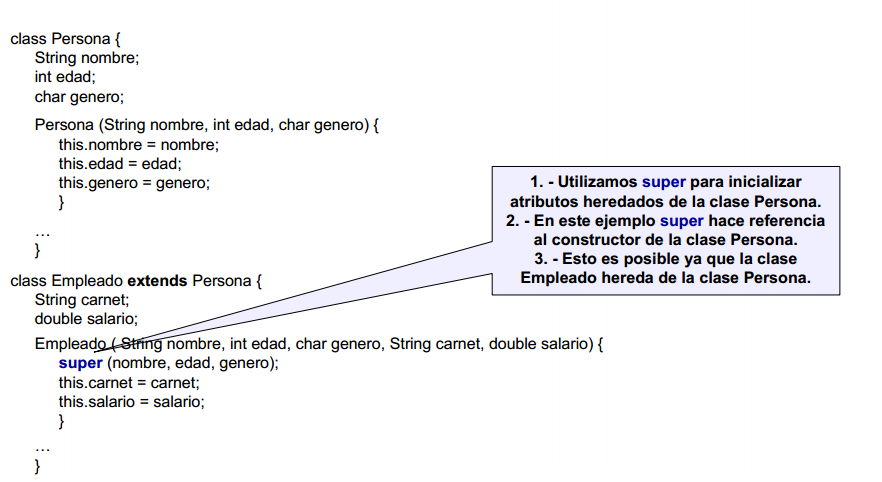 class Persona {
String nombre;
int edad;
char genero;
Persona (String nombre, int edad, char genero) {
this.nombre = nombre;
this.edad = edad;
this.genero = genero;
}
…
}
class Empleado extends Persona {
String carnet;
double salario;
Empleado ( String nombre, int edad, char genero, String carnet, double salario) {
super (nombre, edad, genero);
this.carnet = carnet;
this.salario = salario;
}
…
}
1. - Utilizamos super para inicializar
atributos heredados de la clase Persona.
2. - En este ejemplo super hace referencia
al constructor de la clase Persona.
3. - Esto es posible ya que la clase
Empleado hereda de la clase Persona.